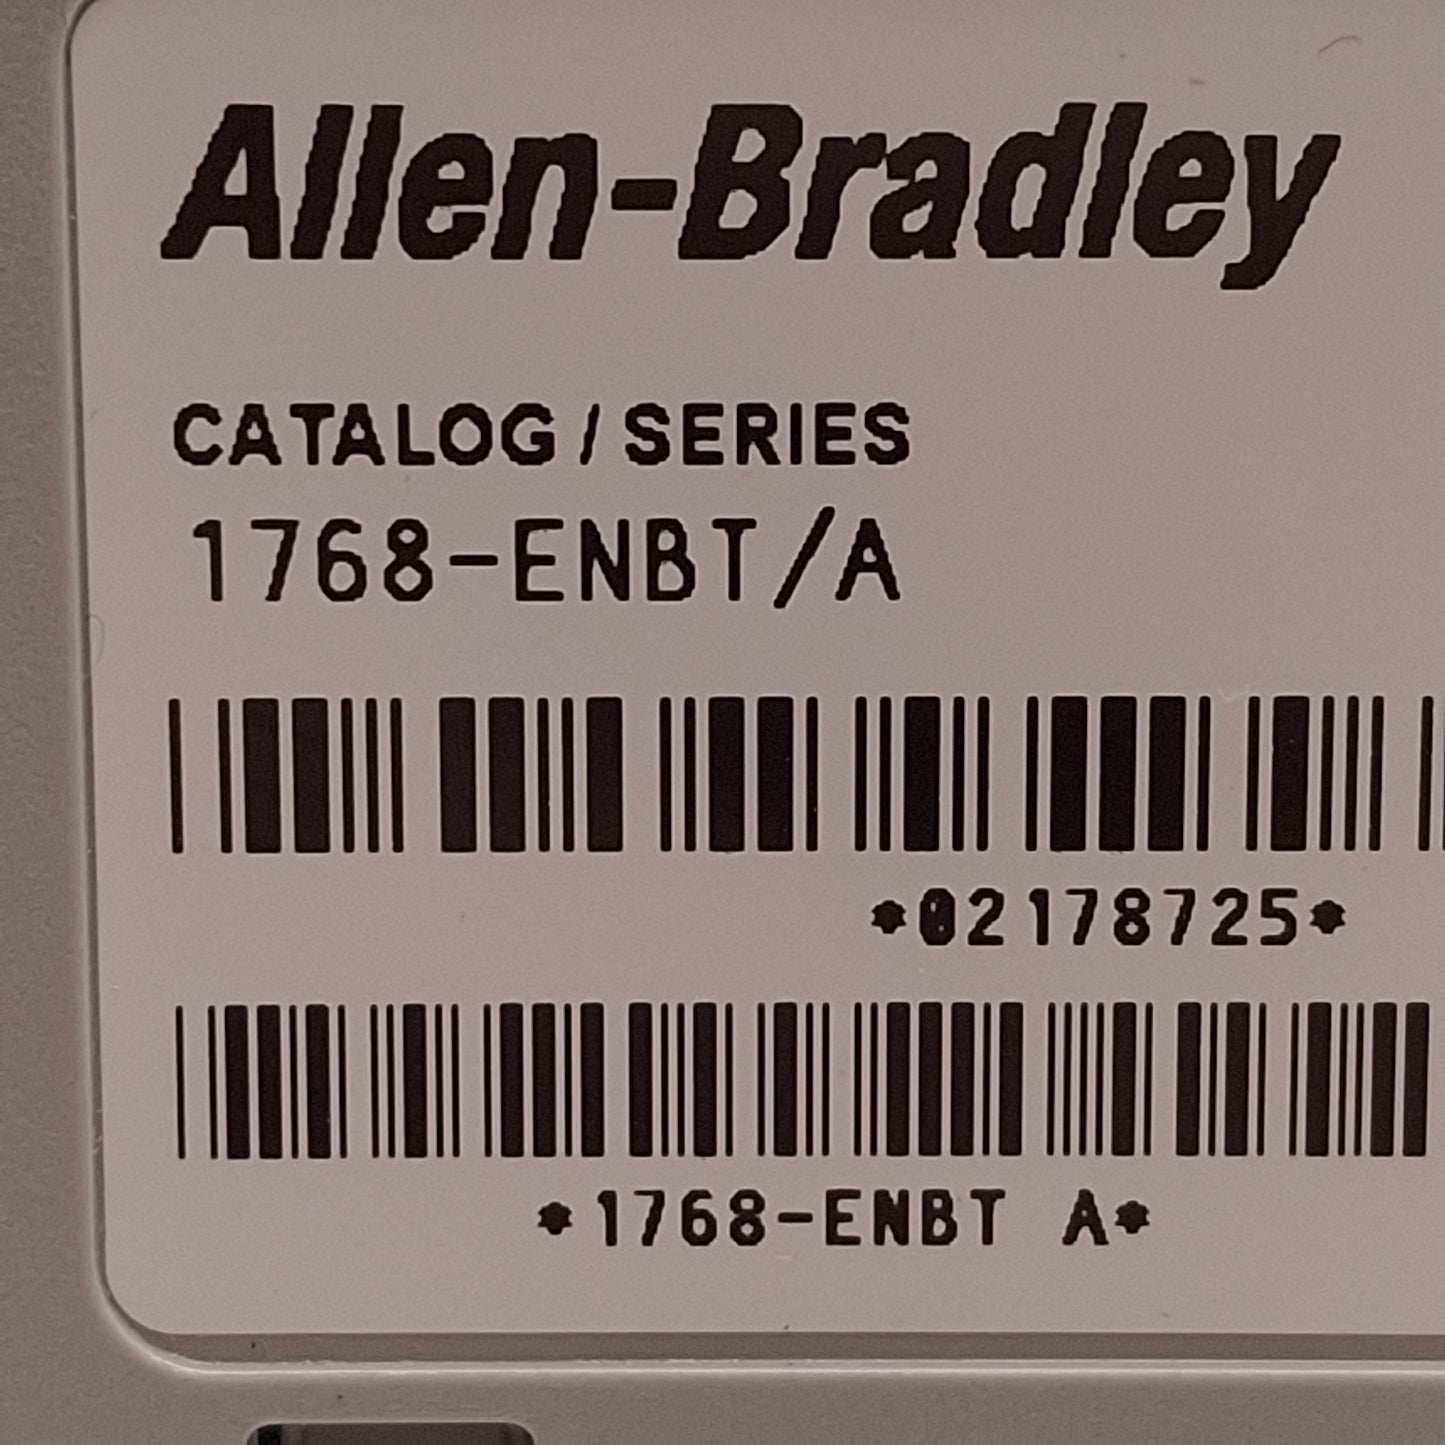 Allen-Bradley
CATALOG/SERIES
1768-ENBT/A
*02178725*
*1768-ENBT A*